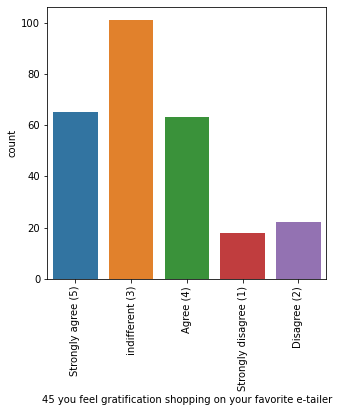 100
80
60
40
20
0
count
Strongly agree (5)
indifferent (3)
Agree (4)
Strongly disagree (1)
Disagree (2)
45 you feel gratification shopping on your favorite e-tailer